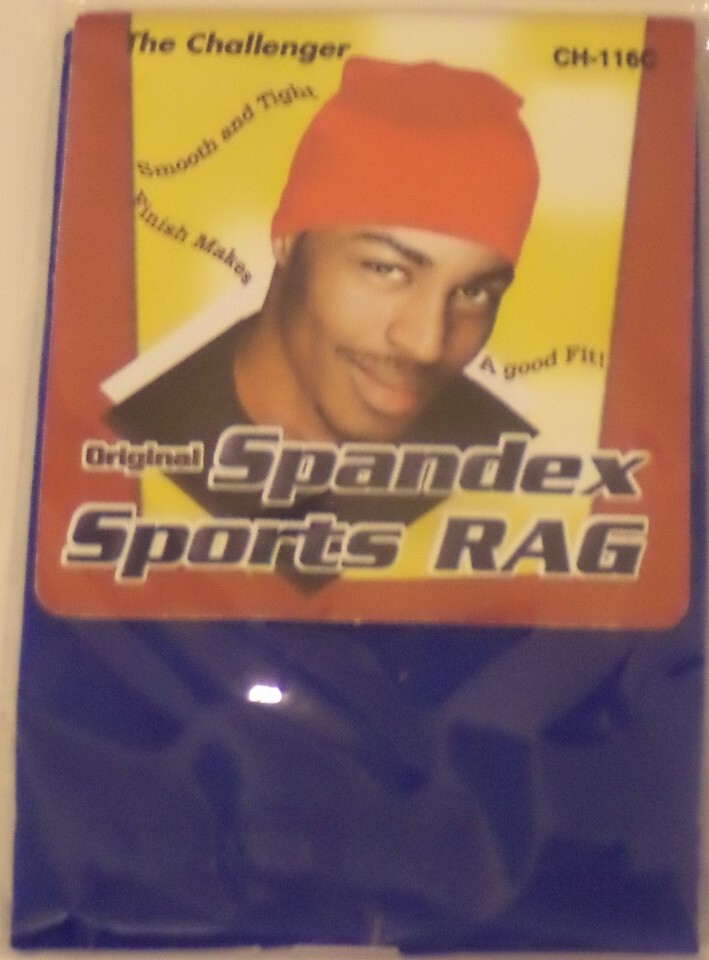 The Challenger
CH-116C
Smooth and Tight
Finish Makes
A good Fit!
Original Spandex
Sports RAG